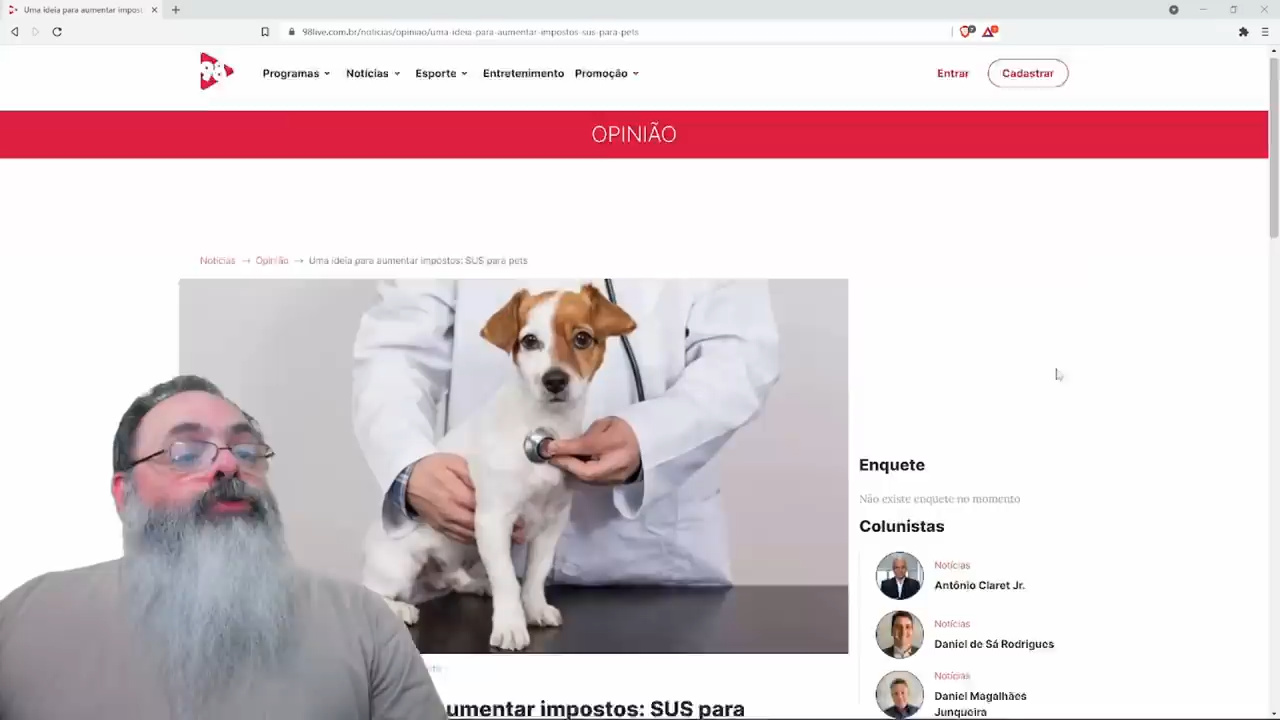 Uma ideia para aumentar impost
98live.com.br/noticias/opiniao/uma-ideia-para-aumentar-impostos-sus-para-pets
98
Programas
Notícias
Esporte
Entretenimento
Promoção
Entrar
Cadastrar
OPINIÃO
Notícias → Opinião → Uma ideia para aumentar impostos: SUS para pets
Enquete
Não existe enquete no momento
Colunistas
Notícias
Antônio Claret Jr.
Notícias
Daniel de Sá Rodrigues
Notícias
Daniel Magalhães
Junqueira
umentar impostos: SUS para